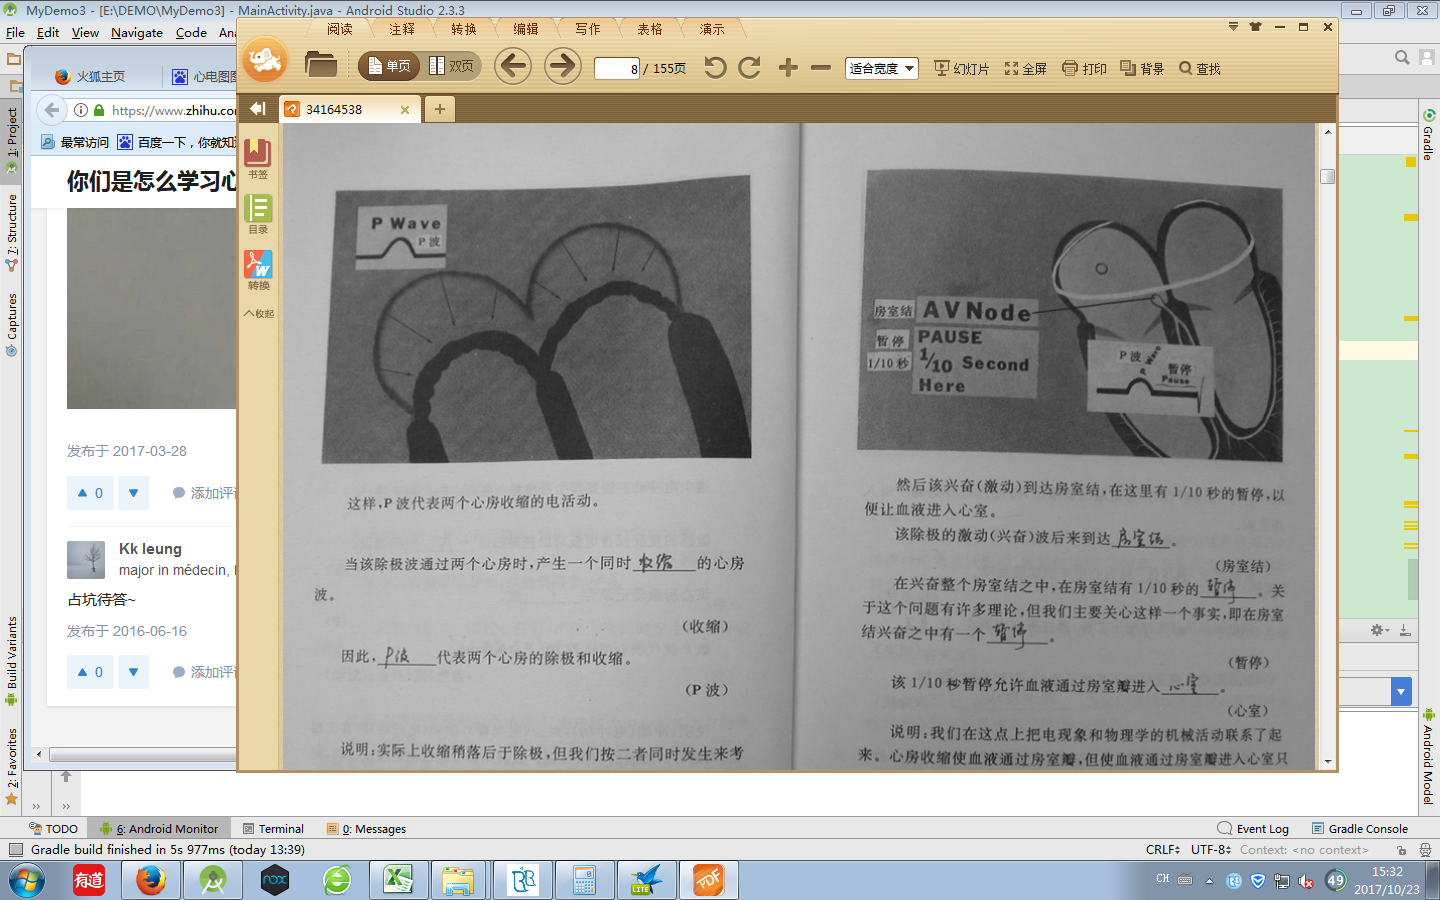 MyDemo3 - [E:\DEMO\MyDemo3] - MainActivity.java - Android Studio 2.3.3
File Edit View Navigate Code
火狐主页
https://www.zhihu.com
最常访问 百度一下，你就知道
你们是怎么学习心
发布于 2017-03-28
0
添加评论
Kk leung
major in médecin,
占坑待答~
发布于 2016-06-16
0
添加评论
1: Project
7: Structure
Captures
Build Variants
2: Favorites
阅读 注释 转换 编辑 写作 表格 演示
单页 双页 8 / 155页 适合宽度 幻灯片 全屏 打印 背景 查找
34164538
书签
目录
转换
收起
P Wave
P 波
这样，P 波代表两个心房收缩的电活动。
当该除极波通过两个心房时，产生一个同时收缩的心房
波。
（收缩）
因此，P波代表两个心房的除极和收缩。
（P 波）
说明：实际上收缩稍落后于除极，但我们按二者同时发生来考
房室结 AV Node
暂停 PAUSE
1/10 秒 1/10 Second
Here
P 波 Wave
& 暂停
Pause
然后该兴奋（激动）到达房室结，在这里有 1/10 秒的暂停，以
便让血液进入心室。
该除极的激动（兴奋）波后来到达房室结。
（房室结）
在兴奋整个房室结之中，在房室结有 1/10 秒的暂停。关
于这个问题有许多理论，但我们主要关心这样一个事实，即在房室
结兴奋之中有一个暂停。
（暂停）
该 1/10 秒暂停允许血液通过房室瓣进入心室。
（心室）
说明：我们在这点上把电现象和物理学的机械活动联系了起
来。心房收缩使血液通过房室瓣，但使血液通过房室瓣进入心室只
Gradle
Android Model
TODO 6: Android Monitor Terminal 0: Messages Event Log Gradle Console
Gradle build finished in 5s 977ms (today 13:39) CRLF UTF-8 Context: <no context>
有道 nox LITE PDF CH 49 15:32
2017/10/23